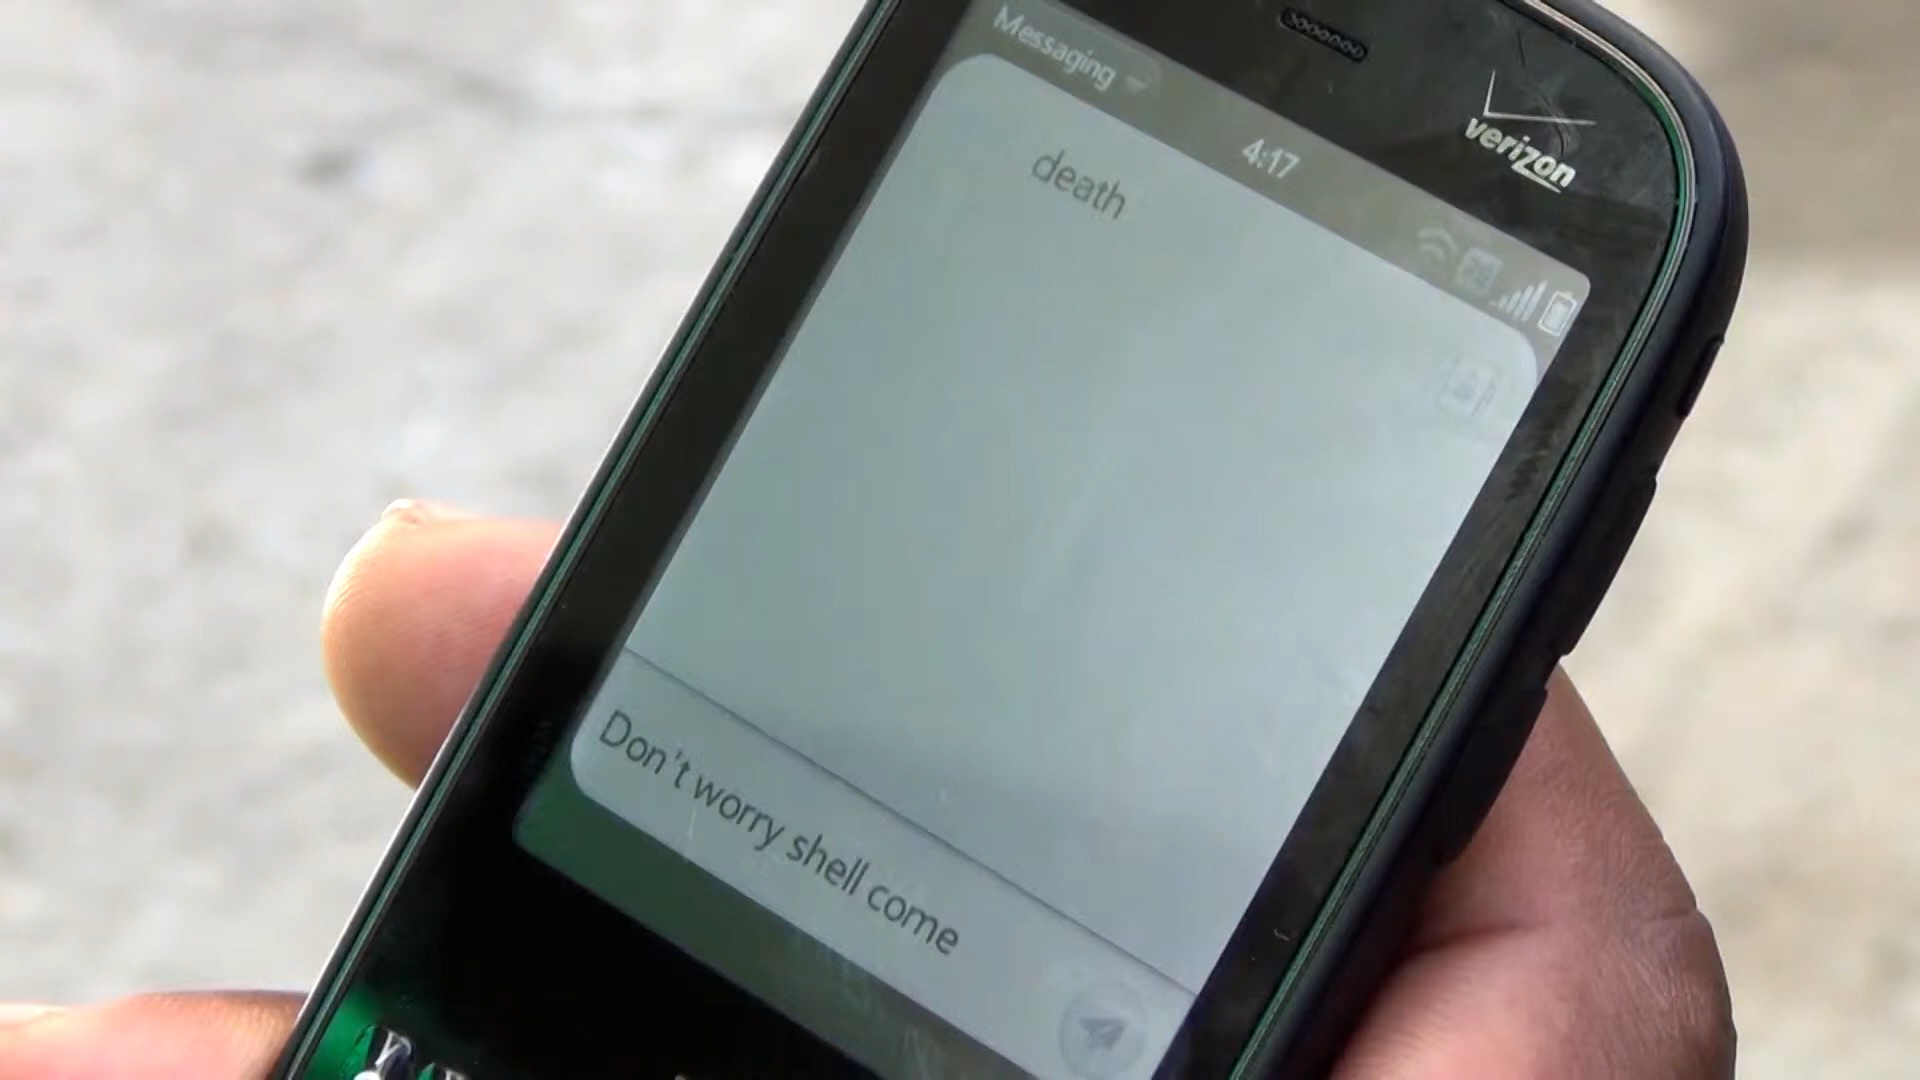 Messaging
4:17
verizon
death
Don't worry shell come